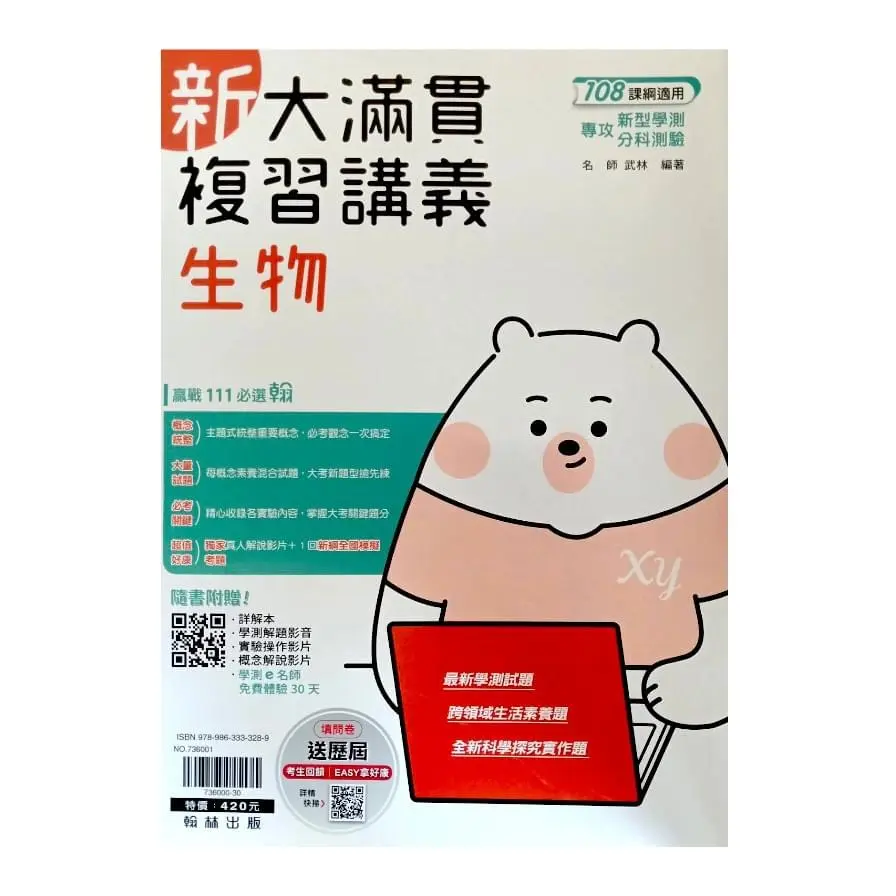 新大滿貫
複習講義
生物
108課綱適用
專攻 新型學測
分科測驗
名師 武林 編著
贏戰 111 必選翰
概念
統整
主題式統整重要概念,必考觀念一次搞定
大量
試題
每概念素養混合試題,大考新題型搶先練
必考
關鍵
精心收錄各實驗內容,掌握大考關鍵題分
超值
好康
獨家真人解說影片+1回新綱全國模擬
考題
隨書附贈!
·詳解本
·學測解題影音
·實驗操作影片
·概念解說影片
·學測e名師
免費體驗 30 天
xy
最新學測試題
跨領域生活素養題
全新科學探究實作題
ISBN 978-986-333-328-9
NO.736001
736000-30
特價:420元
翰林出版
填問卷
送歷屆
考生回饋 EASY拿好康
詳情
快掃